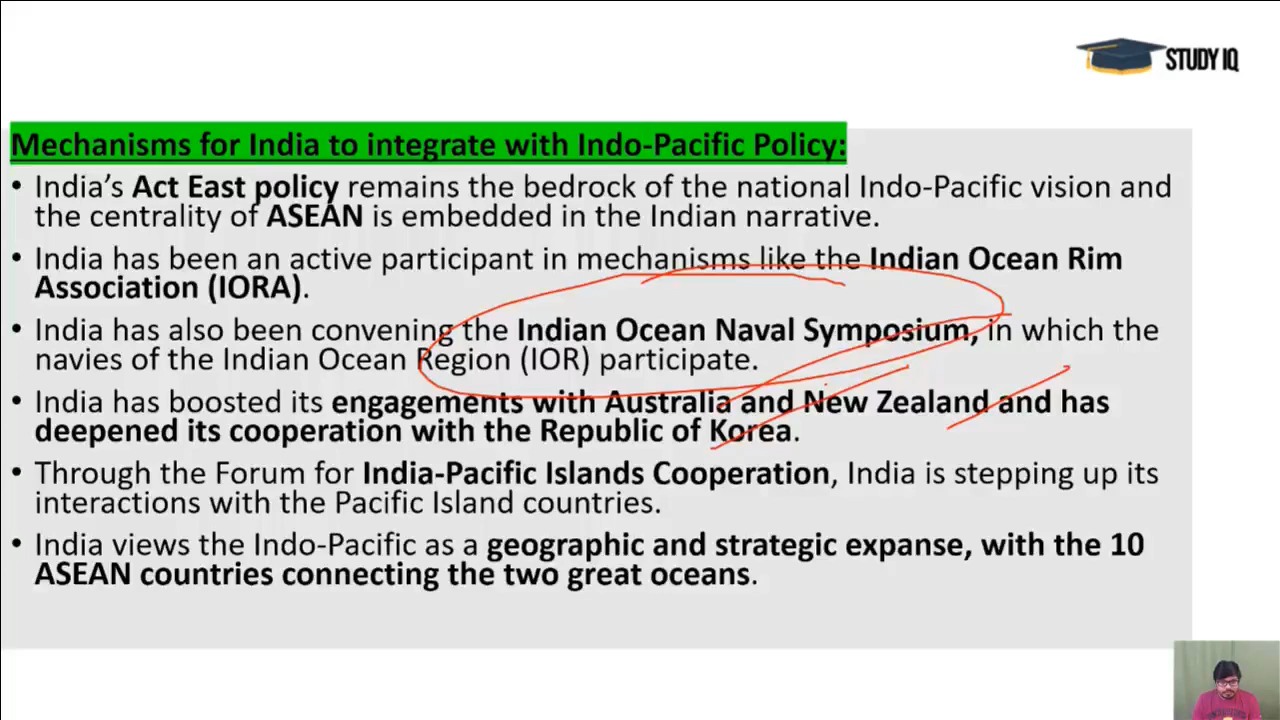 STUDY IQ
Mechanisms for India to integrate with Indo-Pacific Policy:
• India's Act East policy remains the bedrock of the national Indo-Pacific vision and
the centrality of ASEAN is embedded in the Indian narrative.
• India has been an active participant in mechanisms like the Indian Ocean Rim
Association (IORA).
• India has also been convening the Indian Ocean Naval Symposium, in which the
navies of the Indian Ocean Region (IOR) participate.
• India has boosted its engagements with Australia and New Zealand and has
deepened its cooperation with the Republic of Korea.
• Through the Forum for India-Pacific Islands Cooperation, India is stepping up its
interactions with the Pacific Island countries.
• India views the Indo-Pacific as a geographic and strategic expanse, with the 10
ASEAN countries connecting the two great oceans.